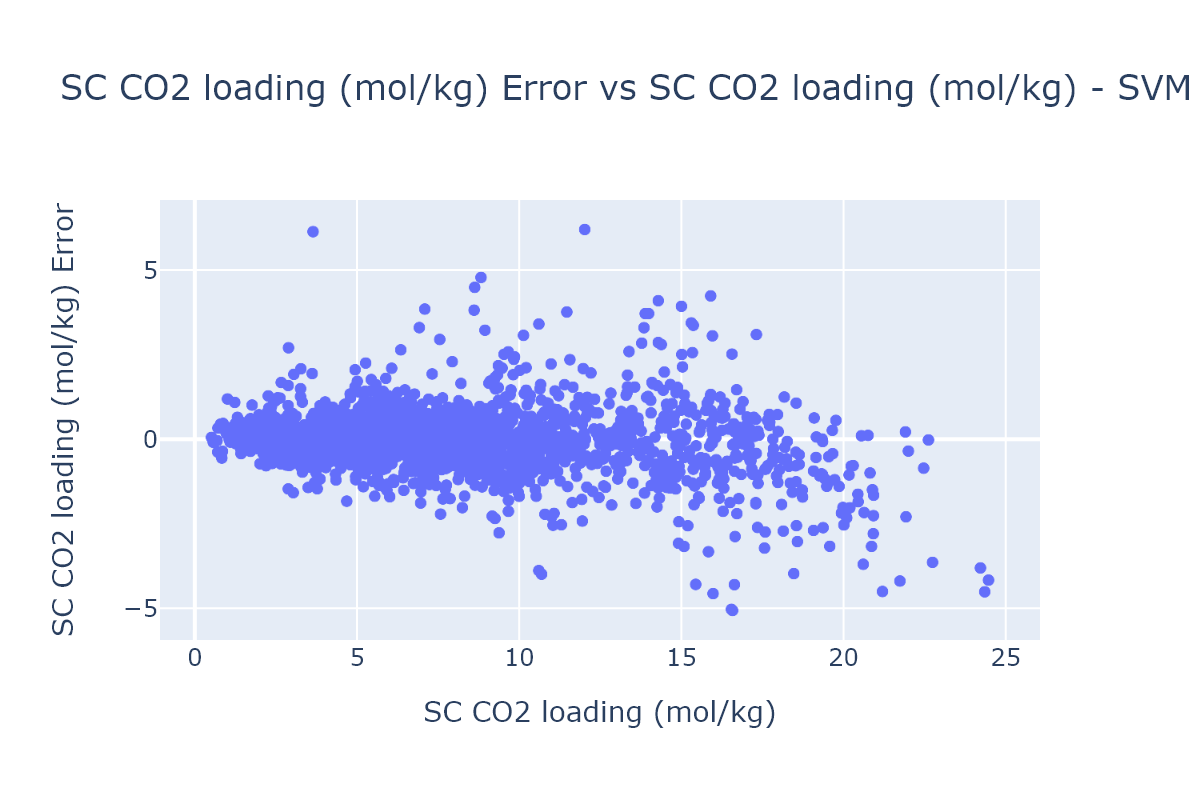 SC CO2 loading (mol/kg) Error vs SC CO2 loading (mol/kg) - SVM
SC CO2 loading (mol/kg) Error
5
0
−5
0 5 10 15 20 25
SC CO2 loading (mol/kg)